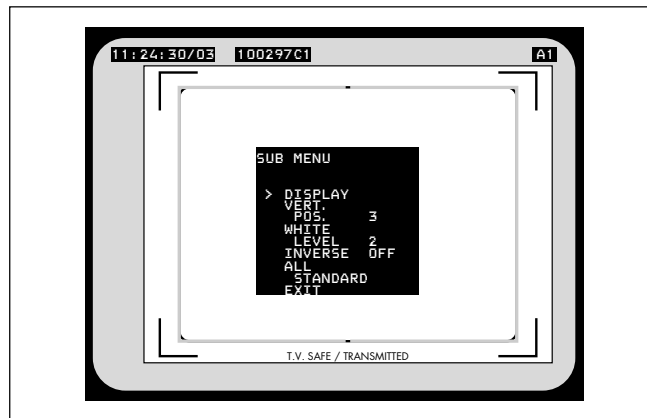 11:24:30/03 100297C1 A1
SUB MENU
> DISPLAY
VERT.
POS. 3
WHITE
LEVEL 2
INVERSE OFF
ALL
STANDARD
EXIT
T.V. SAFE / TRANSMITTED